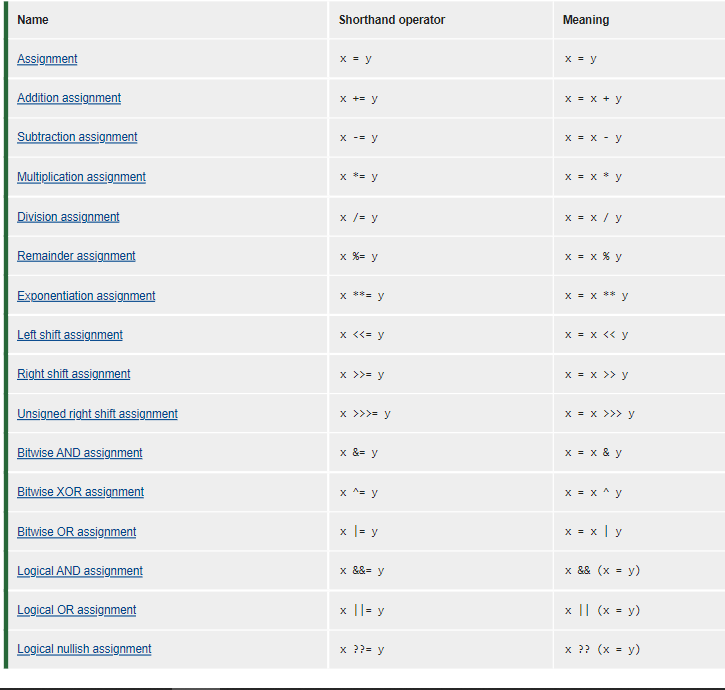 Name Shorthand operator Meaning
Assignment x = y x = y
Addition assignment x += y x = x + y
Subtraction assignment x -= y x = x - y
Multiplication assignment x *= y x = x * y
Division assignment x /= y x = x / y
Remainder assignment x %= y x = x % y
Exponentiation assignment x **= y x = x ** y
Left shift assignment x <<= y x = x << y
Right shift assignment x >>= y x = x >> y
Unsigned right shift assignment x >>>= y x = x >>> y
Bitwise AND assignment x &= y x = x & y
Bitwise XOR assignment x ^= y x = x ^ y
Bitwise OR assignment x |= y x = x | y
Logical AND assignment x &&= y x && (x = y)
Logical OR assignment x ||= y x || (x = y)
Logical nullish assignment x ??= y x ?? (x = y)